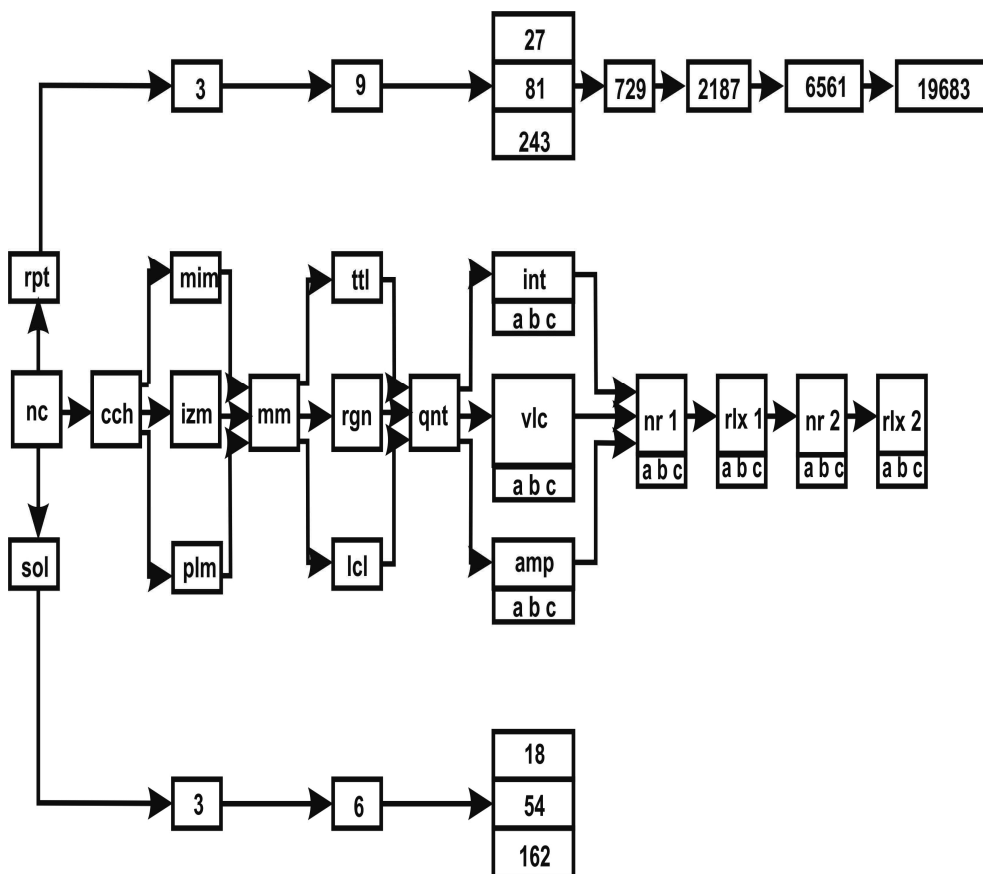 27
3
9
81
729
2187
6561
19683
243
rpt
mim
ttl
int
a b c
nc
cch
izm
mm
rgn
qnt
vlc
nr 1
rlx 1
nr 2
rlx 2
a b c
a b c
a b c
a b c
a b c
sol
plm
lcl
amp
a b c
18
3
6
54
162